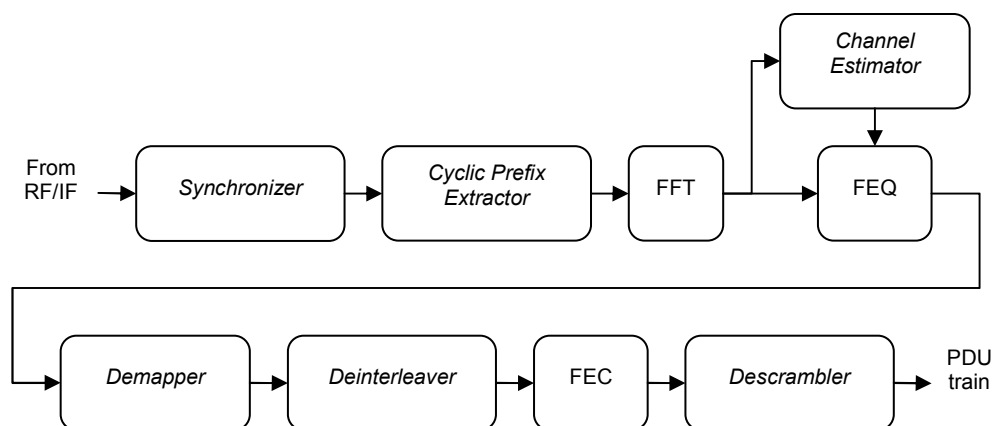 Channel
Estimator
From
RF/IF
Synchronizer
Cyclic Prefix
Extractor
FFT
FEQ
Demapper
Deinterleaver
FEC
Descrambler
PDU
train